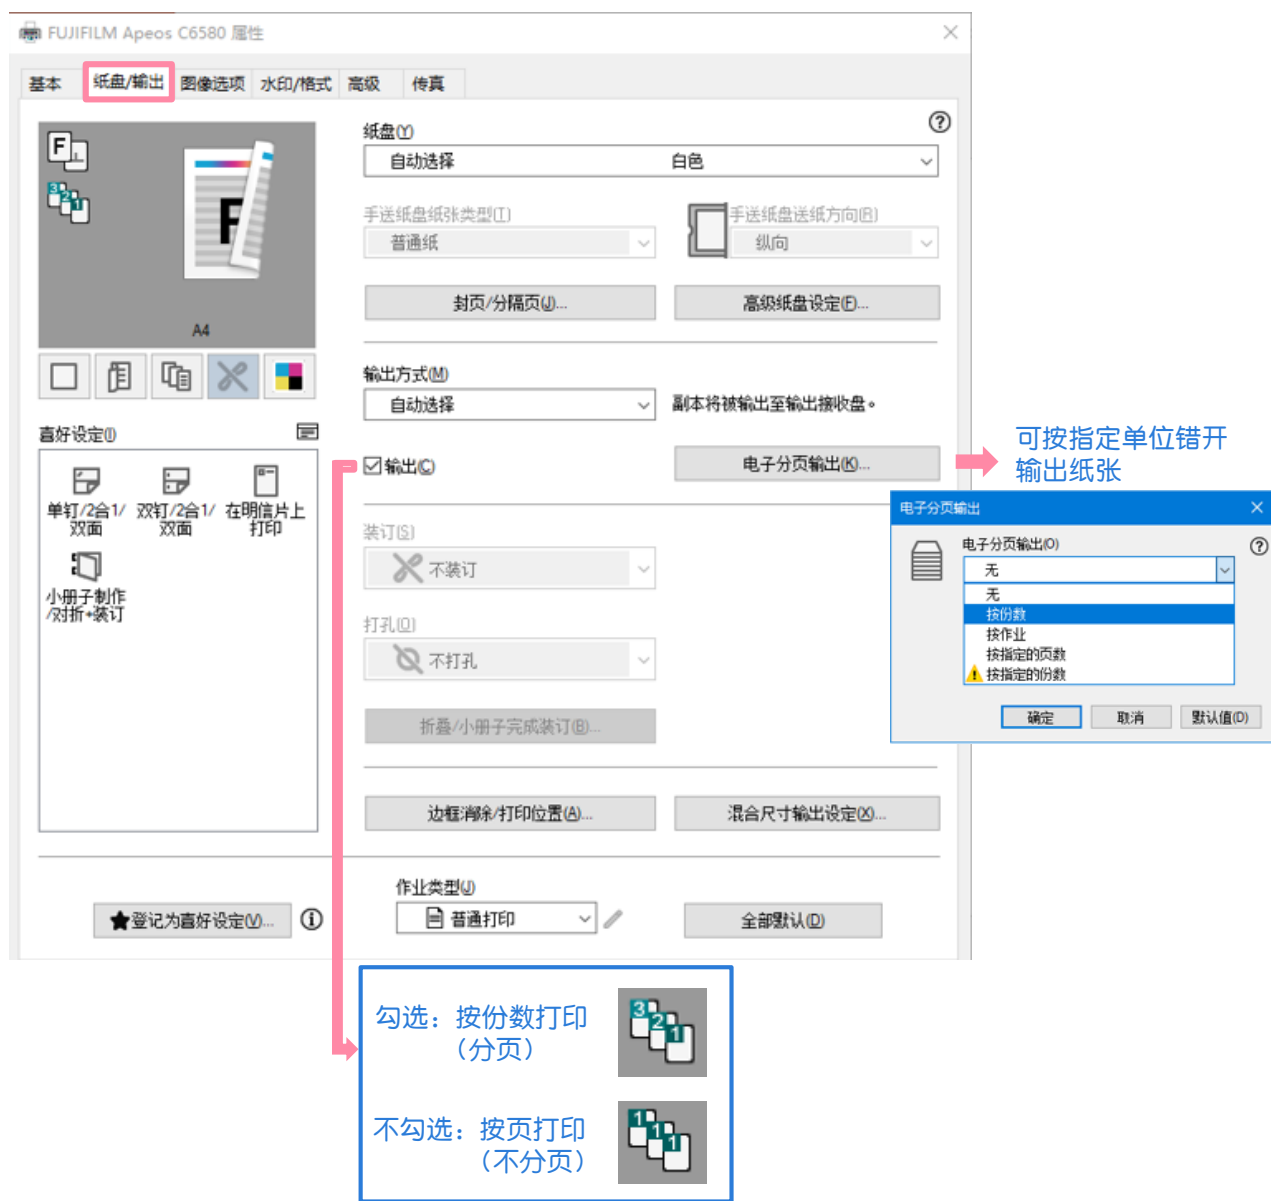 FUJIFILM Apeos C6580 属性
基本 纸盘/输出 图像选项 水印/格式 高级 传真
F
3 2 1
F
A4
喜好设定(I)
单钉/2合1/双面
双钉/2合1/双面
在明信片上打印
小册子制作/对折+装订
纸盘(Y)
自动选择 白色
手送纸盘纸张类型(T)
普通纸
手送纸盘送纸方向(R)
纵向
封页/分隔页(J)...
高级纸盘设定(F)...
输出方式(M)
自动选择
副本将被输出至输出接收盘。
输出(C)
电子分页输出(K)...
装订(S)
不装订
打孔(O)
不打孔
折叠/小册子完成装订(B)...
边框消除/打印位置(A)...
混合尺寸输出设定(X)...
作业类型(J)
登记为喜好设定(V)...
普通打印
全部默认(D)
可按指定单位错开
输出纸张
电子分页输出
电子分页输出(O)
无
无
按份数
按作业
按指定的页数
按指定的份数
确定 取消 默认值(D)
勾选：按份数打印
（分页）
3 2 1
不勾选：按页打印
（不分页）
1 1 1